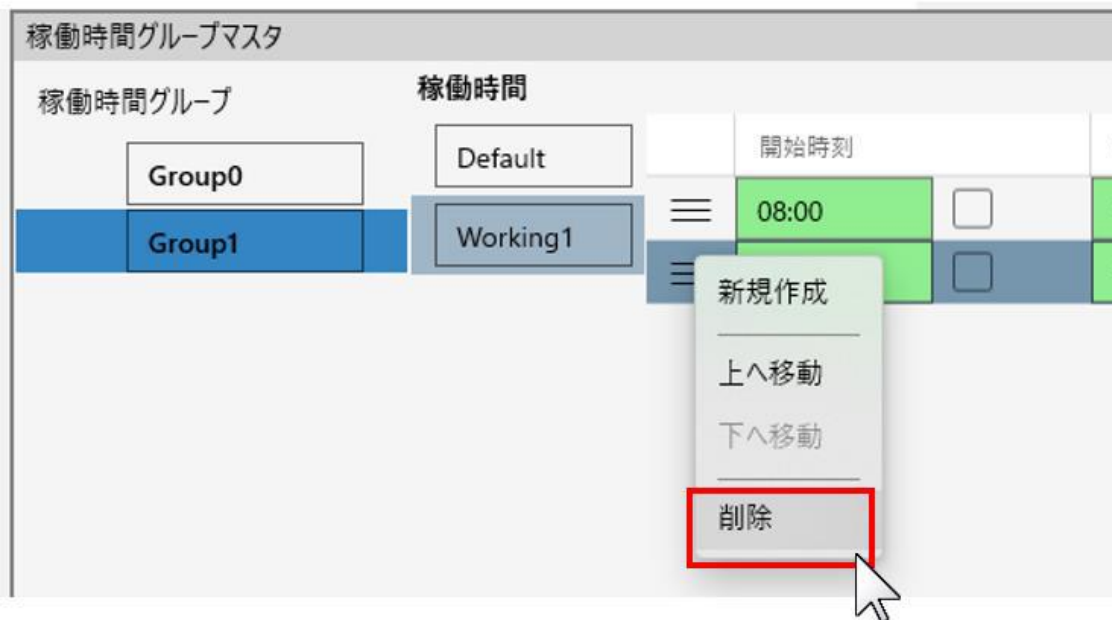 稼働時間グループマスタ
稼働時間グループ
稼働時間
Group0
Group1
Default
Working1
開始時刻
08:00
新規作成
上へ移動
下へ移動
削除